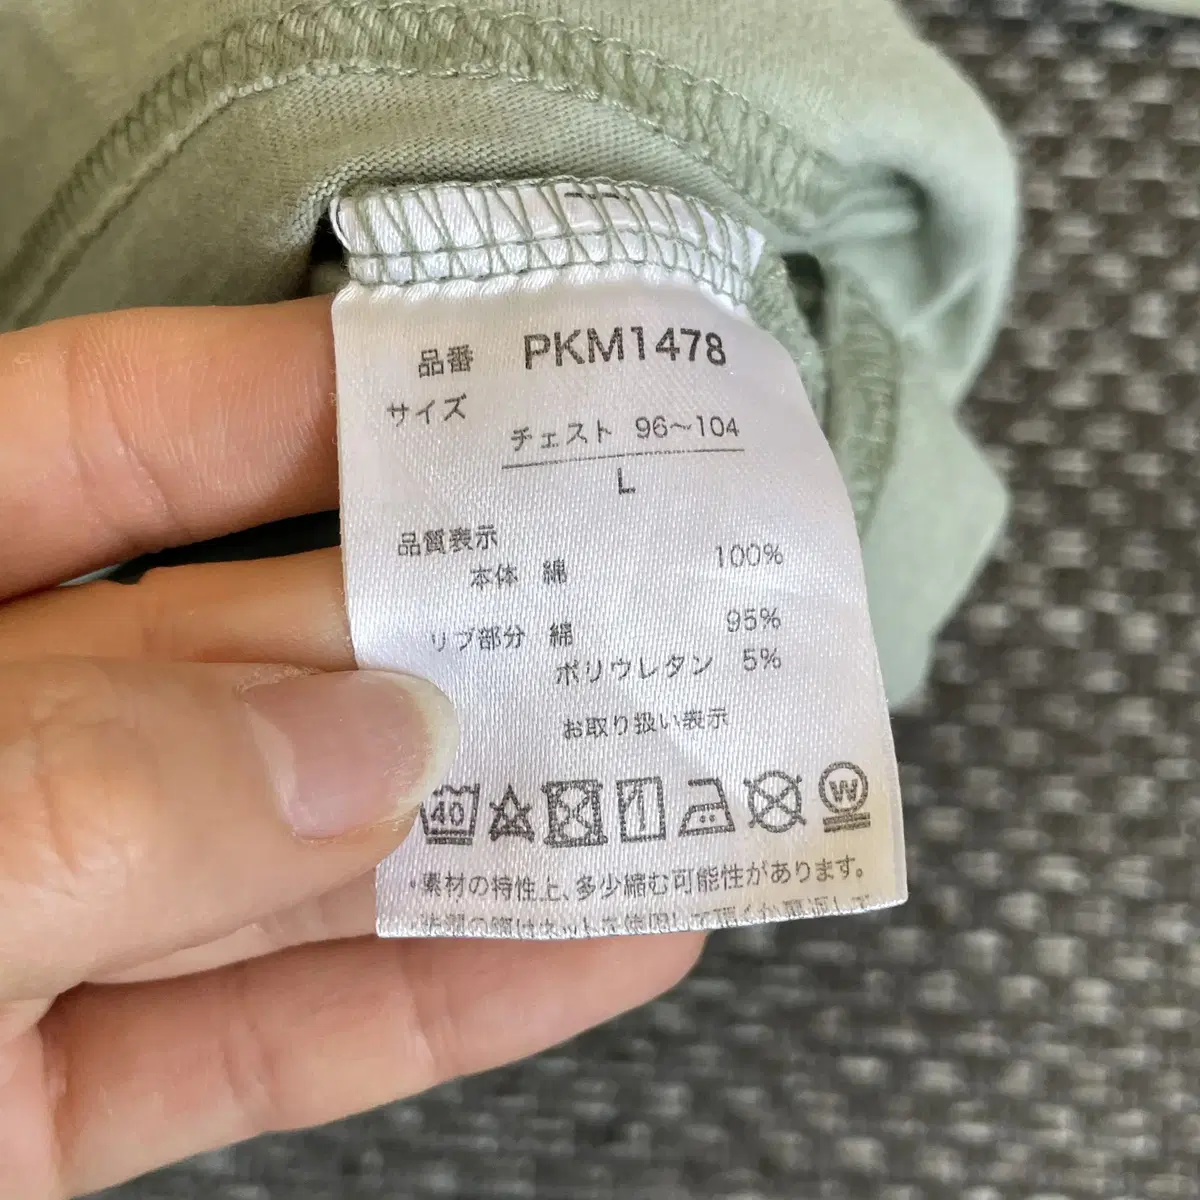 品番 PKM1478
サイズ
チェスト 96~104
L
品質表示
本体 綿 100%
リブ部分 綿 95%
ポリウレタン 5%
お取り扱い表示
40 W
・素材の特性上、多少縮む可能性があります。